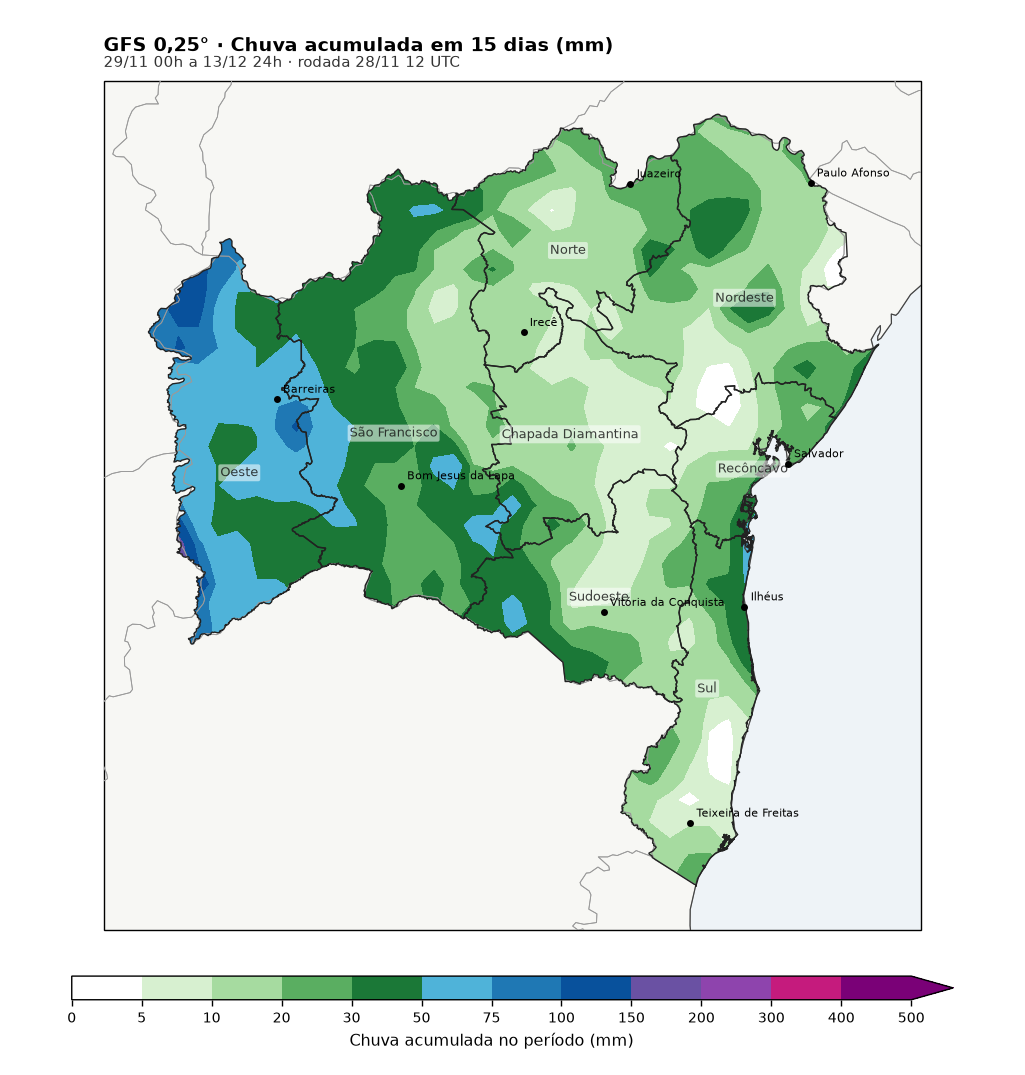 GFS 0,25° · Chuva acumulada em 15 dias (mm)
29/11 00h a 13/12 24h · rodada 28/11 12 UTC
Juazeiro
Paulo Afonso
Norte
Nordeste
Irecê
Barreiras
São Francisco
Chapada Diamantina
Salvador
Recôncavo
Oeste
Bom Jesus da Lapa
Sudoeste
Vitória da Conquista
Ilhéus
Sul
Teixeira de Freitas
0 5 10 20 30 50 75 100 150 200 300 400 500
Chuva acumulada no período (mm)